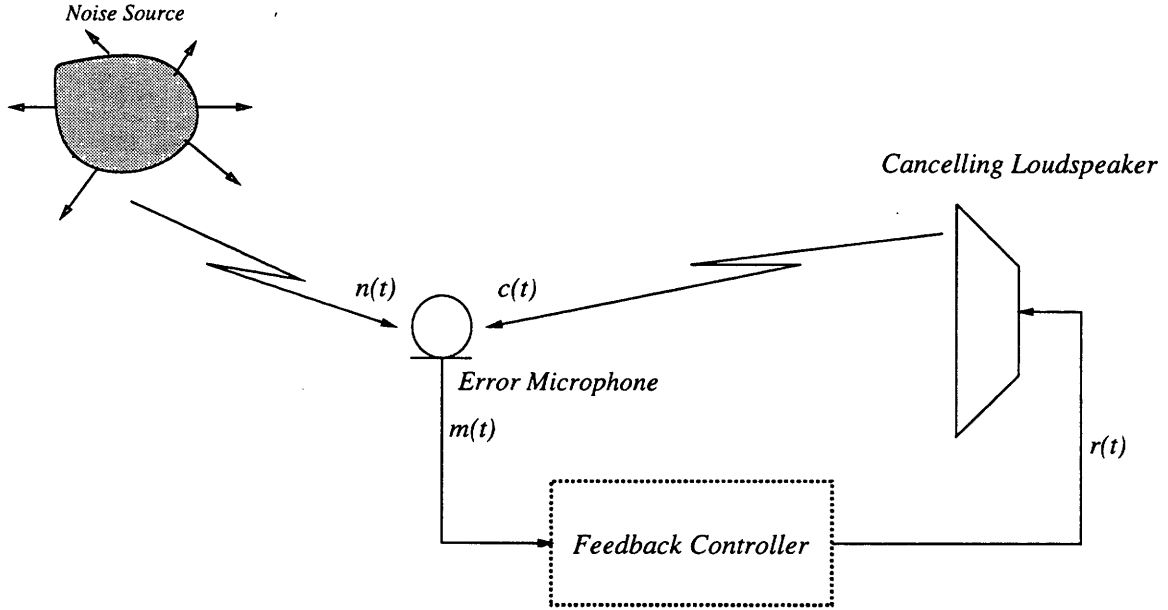 Noise Source
Cancelling Loudspeaker
n(t)
c(t)
Error Microphone
m(t)
r(t)
Feedback Controller